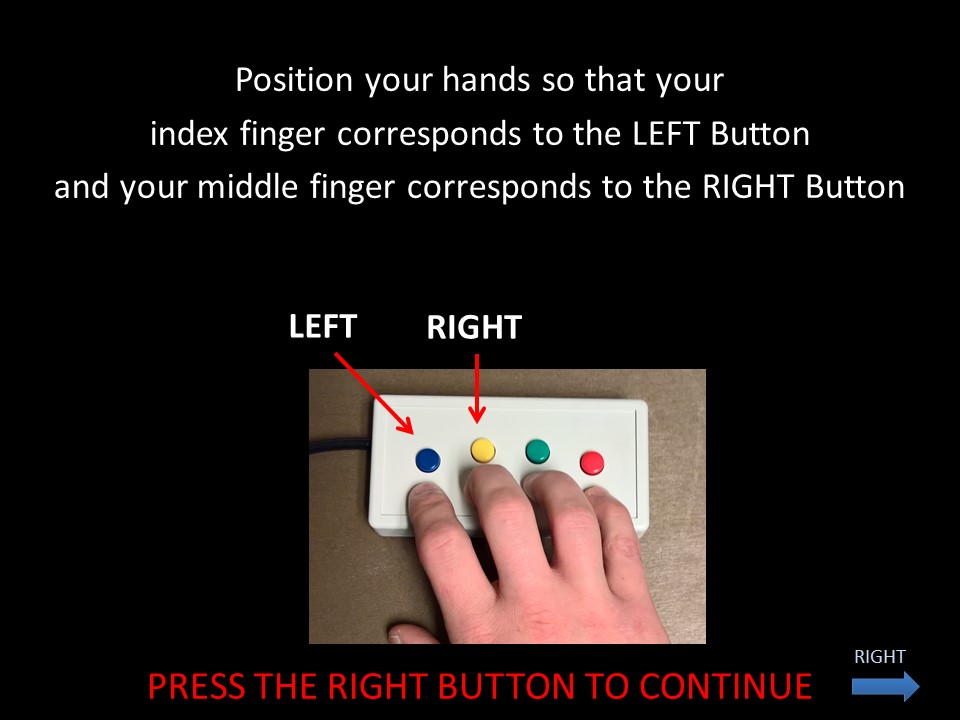 Position your hands so that your
index finger corresponds to the LEFT Button
and your middle finger corresponds to the RIGHT Button
LEFT
RIGHT
RIGHT
PRESS THE RIGHT BUTTON TO CONTINUE